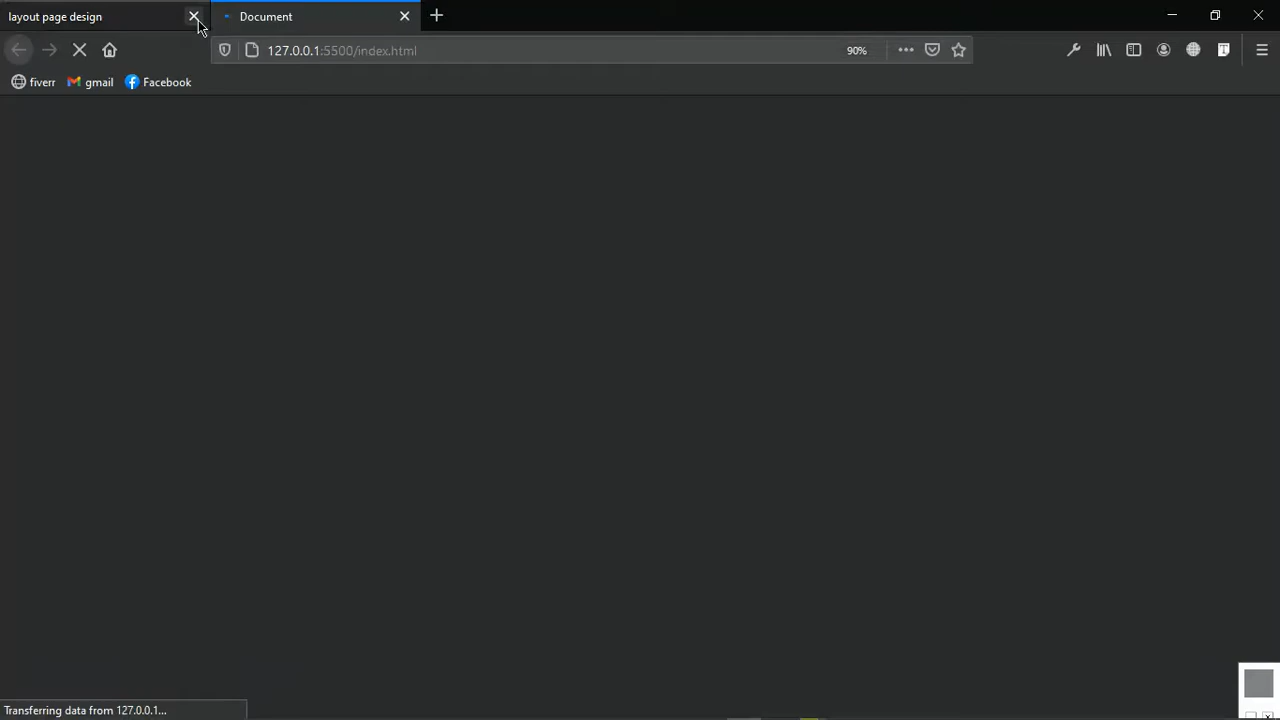 layout page design
Document
127.0.0.1:5500/index.html
90%
fiverr
gmail
Facebook
Transferring data from 127.0.0.1...